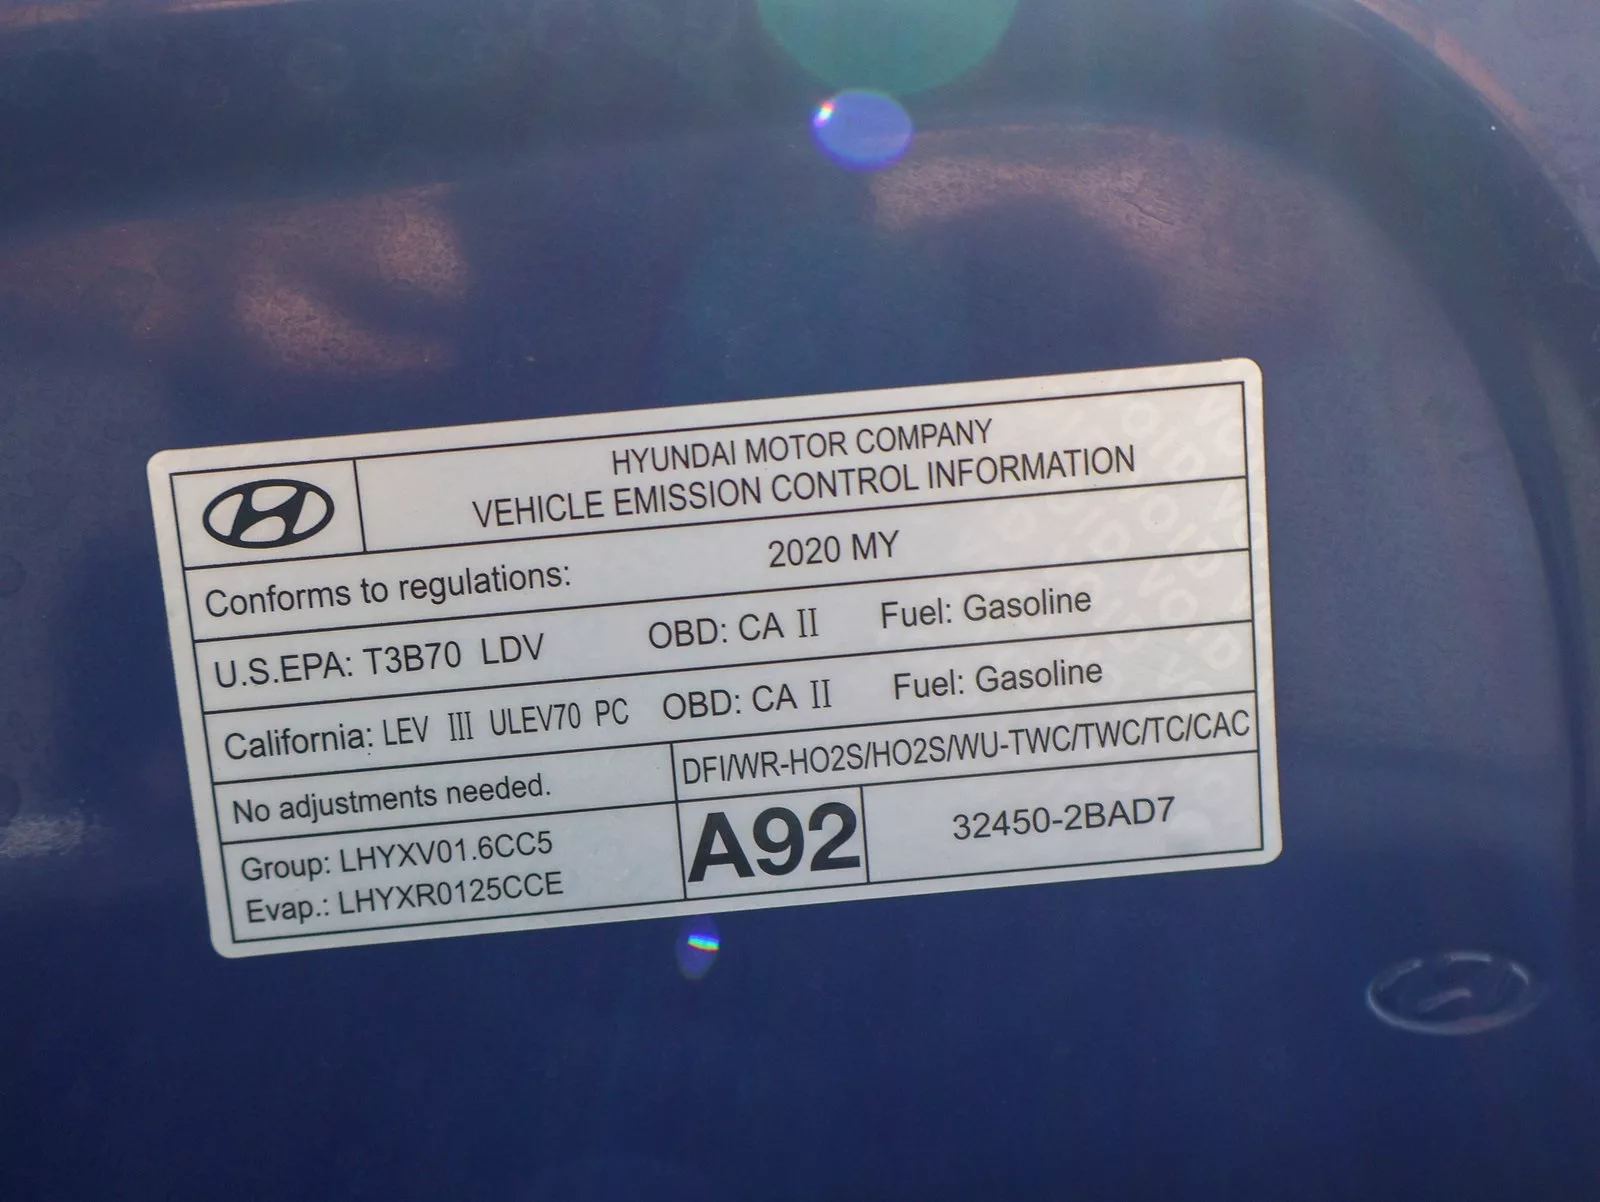 HYUNDAI MOTOR COMPANY
VEHICLE EMISSION CONTROL INFORMATION
Conforms to regulations: 2020 MY
U.S.EPA: T3B70 LDV OBD: CA II Fuel: Gasoline
California: LEV III ULEV70 PC OBD: CA II Fuel: Gasoline
No adjustments needed. DFI/WR-HO2S/HO2S/WU-TWC/TWC/TC/CAC
Group: LHYXV01.6CC5
Evap.: LHYXR0125CCE
A92
32450-2BAD7
VOID